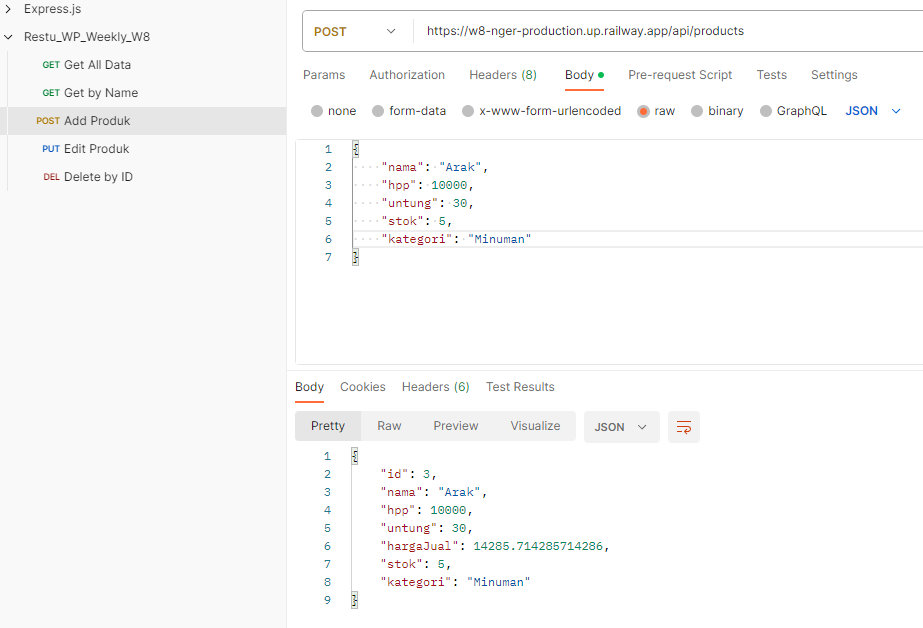 Express.js
Restu_WP_Weekly_W8
GET Get All Data
GET Get by Name
POST Add Produk
PUT Edit Produk
DEL Delete by ID
POST https://w8-nger-production.up.railway.app/api/products
Params Authorization Headers (8) Body Pre-request Script Tests Settings
none form-data x-www-form-urlencoded raw binary GraphQL JSON
1 {
2 ····"nama":·"Arak",
3 ····"hpp":·10000,
4 ····"untung":·30,
5 ····"stok":·5,
6 ····"kategori":·"Minuman"
7 }
Body Cookies Headers (6) Test Results
Pretty Raw Preview Visualize JSON
1 {
2 "id": 3,
3 "nama": "Arak",
4 "hpp": 10000,
5 "untung": 30,
6 "hargaJual": 14285.714285714286,
7 "stok": 5,
8 "kategori": "Minuman"
9 }